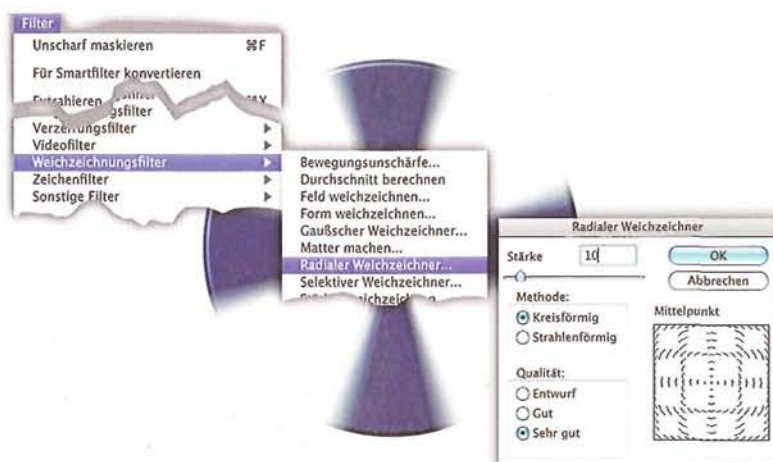 Filter
Unscharf maskieren ⌘F
Für Smartfilter konvertieren
Extrahieren
Verzerrungsfilter
Videofilter
Weichzeichnungsfilter
Zeichenfilter
Sonstige Filter
Bewegungsunschärfe...
Durchschnitt berechnen
Feld weichzeichnen...
Form weichzeichnen...
Gaußscher Weichzeichner...
Matter machen...
Radialer Weichzeichner...
Selektiver Weichzeichner...
Radialer Weichzeichner
Stärke 10
OK
Abbrechen
Methode:
Kreisförmig
Strahlenförmig
Mittelpunkt
Qualität:
Entwurf
Gut
Sehr gut